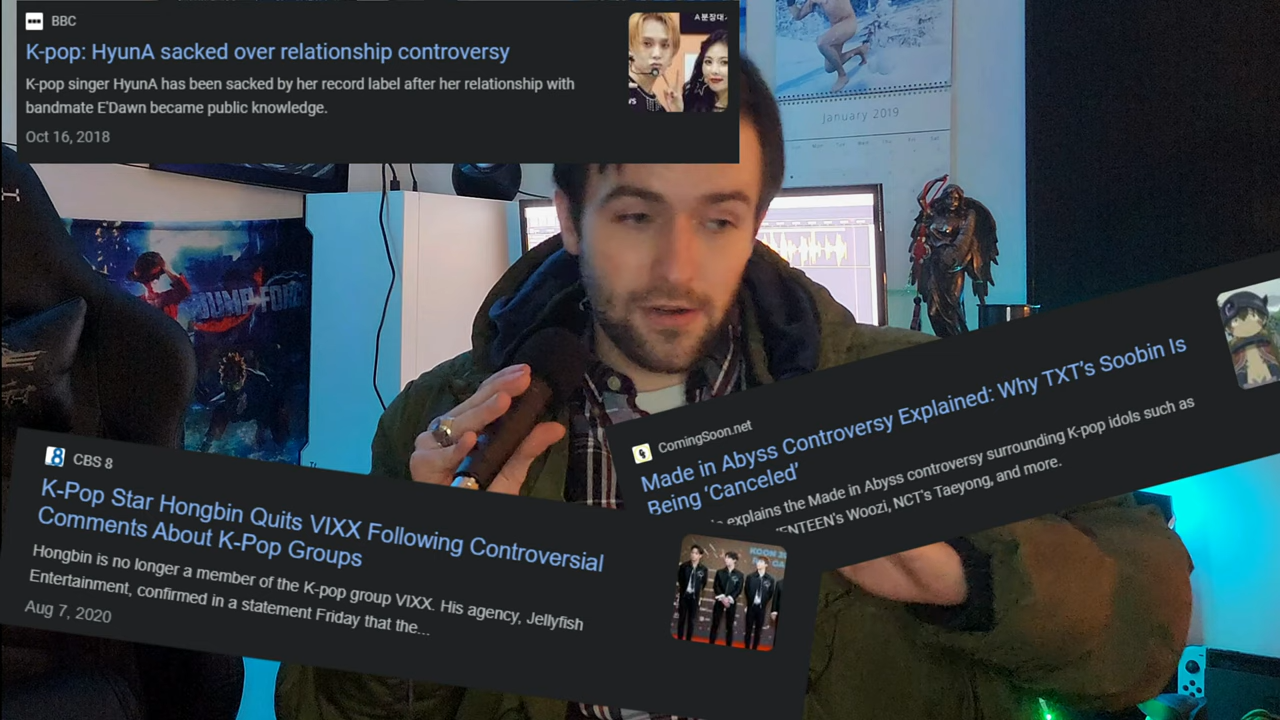 BBC
K-pop: HyunA sacked over relationship controversy
K-pop singer HyunA has been sacked by her record label after her relationship with
bandmate E'Dawn became public knowledge.
Oct 16, 2018
January 2019
JUMP FORCE
ComingSoon.net
Made in Abyss Controversy Explained: Why TXT's Soobin Is
Being 'Canceled'
explains the Made in Abyss controversy surrounding K-pop idols such as
Woozi, NCT's Taeyong, and more.
CBS 8
K-Pop Star Hongbin Quits VIXX Following Controversial
Comments About K-Pop Groups
Hongbin is no longer a member of the K-pop group VIXX. His agency, Jellyfish
Entertainment, confirmed in a statement Friday that the...
Aug 7, 2020